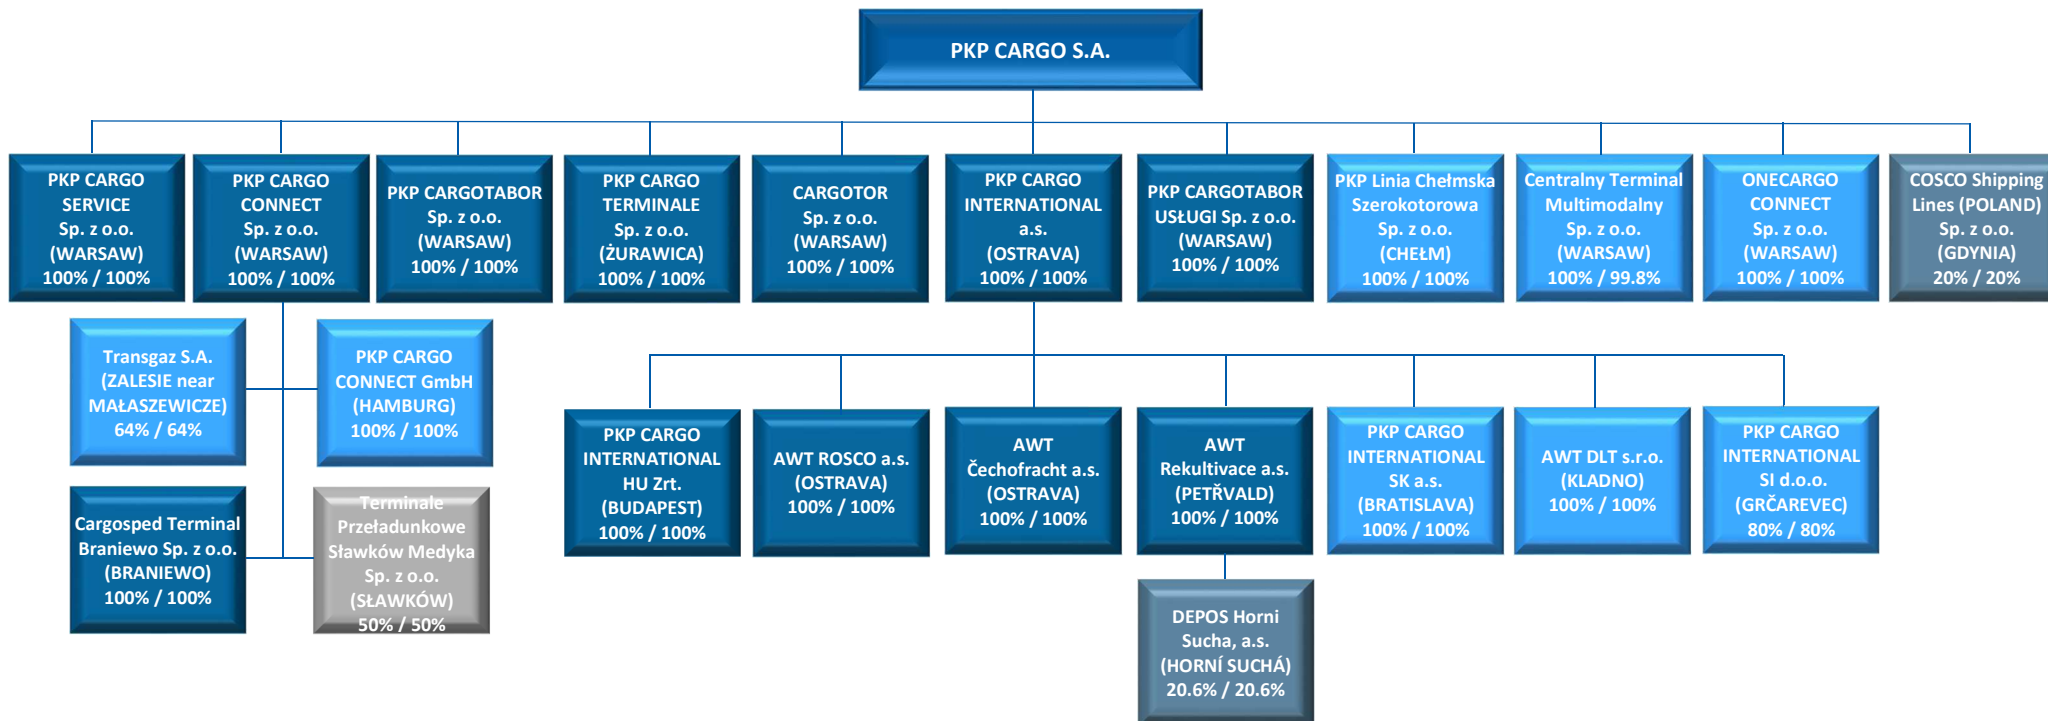 PKP CARGO S.A.
PKP CARGO
SERVICE
Sp. z o.o.
(WARSAW)
100% / 100%
PKP CARGO
CONNECT
Sp. z o.o.
(WARSAW)
100% / 100%
PKP CARGOTABOR
Sp. z o.o.
(WARSAW)
100% / 100%
PKP CARGO
TERMINALE
Sp. z o.o.
(ŻURAWICA)
100% / 100%
CARGOTOR
Sp. z o.o.
(WARSAW)
100% / 100%
PKP CARGO
INTERNATIONAL
a.s.
(OSTRAVA)
100% / 100%
PKP CARGOTABOR
USŁUGI Sp. z o.o.
(WARSAW)
100% / 100%
PKP Linia Chełmska
Szerokotorowa
Sp. z o.o.
(CHEŁM)
100% / 100%
Centralny Terminal
Multimodalny
Sp. z o.o.
(WARSAW)
100% / 99.8%
ONECARGO
CONNECT
Sp. z o.o.
(WARSAW)
100% / 100%
COSCO Shipping
Lines (POLAND)
Sp. z o.o.
(GDYNIA)
20% / 20%
Transgaz S.A.
(ZALESIE near
MAŁASZEWICZE)
64% / 64%
PKP CARGO
CONNECT GmbH
(HAMBURG)
100% / 100%
Cargosped Terminal
Braniewo Sp. z o.o.
(BRANIEWO)
100% / 100%
Terminale
Przeładunkowe
Sławków Medyka
Sp. z o.o.
(SŁAWKÓW)
50% / 50%
PKP CARGO
INTERNATIONAL
HU Zrt.
(BUDAPEST)
100% / 100%
AWT ROSCO a.s.
(OSTRAVA)
100% / 100%
AWT
Čechofracht a.s.
(OSTRAVA)
100% / 100%
AWT
Rekultivace a.s.
(PETŘVALD)
100% / 100%
PKP CARGO
INTERNATIONAL
SK a.s.
(BRATISLAVA)
100% / 100%
AWT DLT s.r.o.
(KLADNO)
100% / 100%
PKP CARGO
INTERNATIONAL
SI d.o.o.
(GRČAREVEC)
80% / 80%
DEPOS Horni
Sucha, a.s.
(HORNÍ SUCHÁ)
20.6% / 20.6%